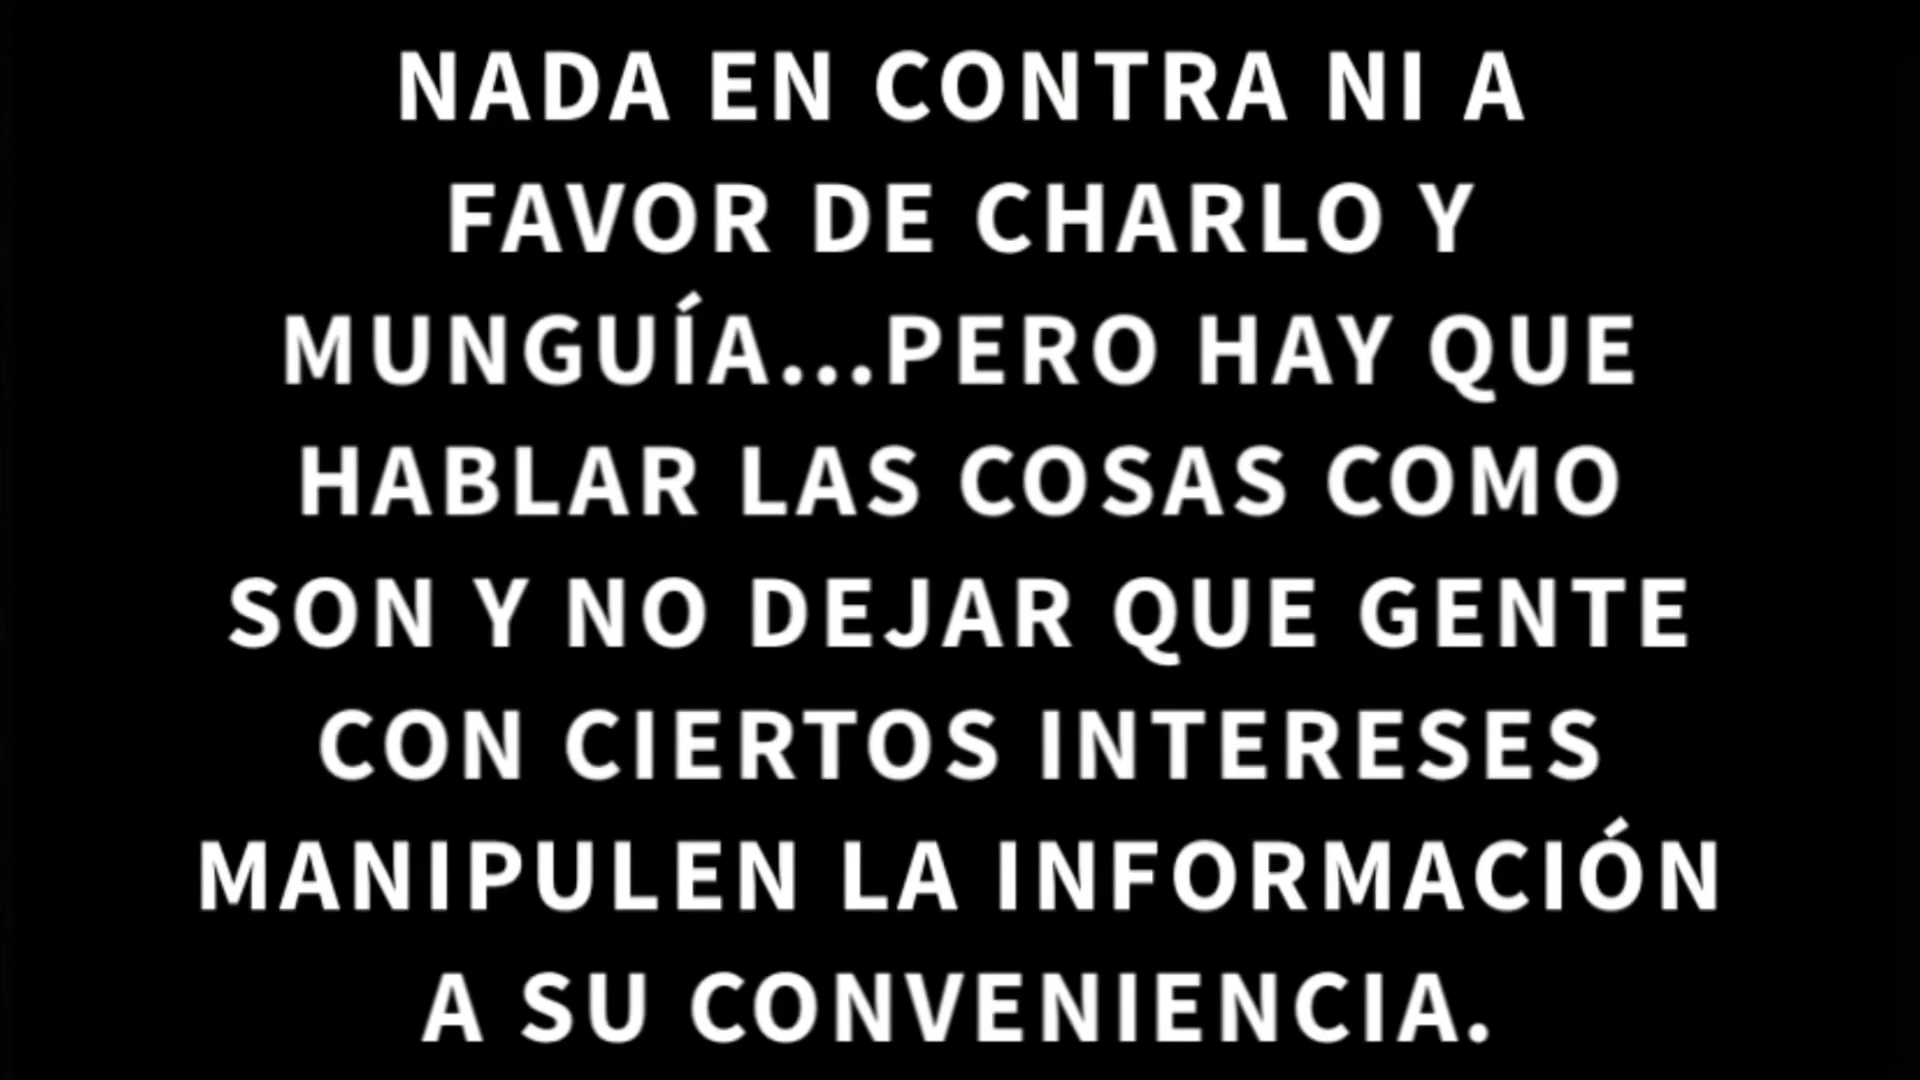 NADA EN CONTRA NI A
FAVOR DE CHARLO Y
MUNGUÍA...PERO HAY QUE
HABLAR LAS COSAS COMO
SON Y NO DEJAR QUE GENTE
CON CIERTOS INTERESES
MANIPULEN LA INFORMACIÓN
A SU CONVENIENCIA.